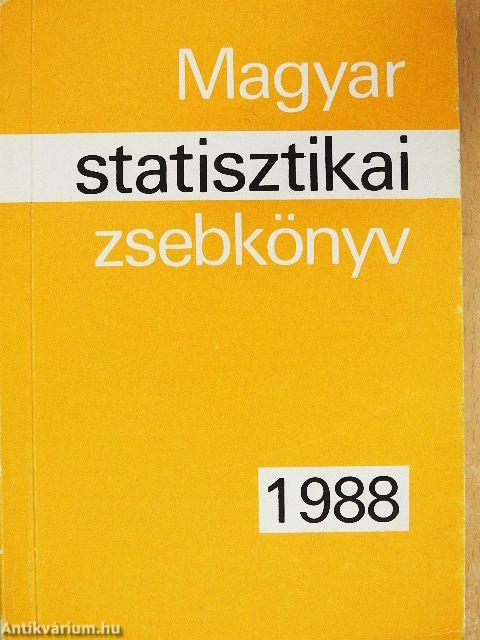 Magyar
statisztikai
zsebkönyv
1988
Antikvárium.hu